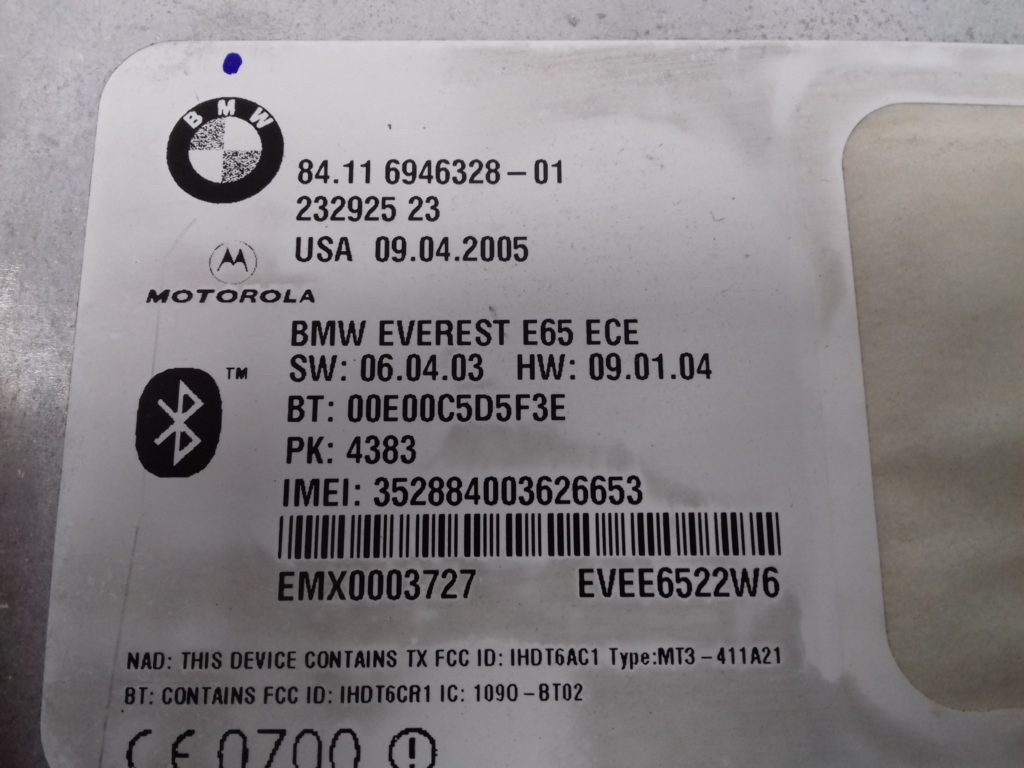 BMW
84.11 6946328-01
232925 23
USA 09.04.2005
MOTOROLA
BMW EVEREST E65 ECE
SW: 06.04.03 HW: 09.01.04
TM
BT: 00E00C5D5F3E
PK: 4383
IMEI: 352884003626653
EMX0003727 EVEE6522W6
NAD: THIS DEVICE CONTAINS TX FCC ID: IHDT6AC1 Type:MT3-411A21
BT: CONTAINS FCC ID: IHDT6CR1 IC: 1090-BT02
CE 0700